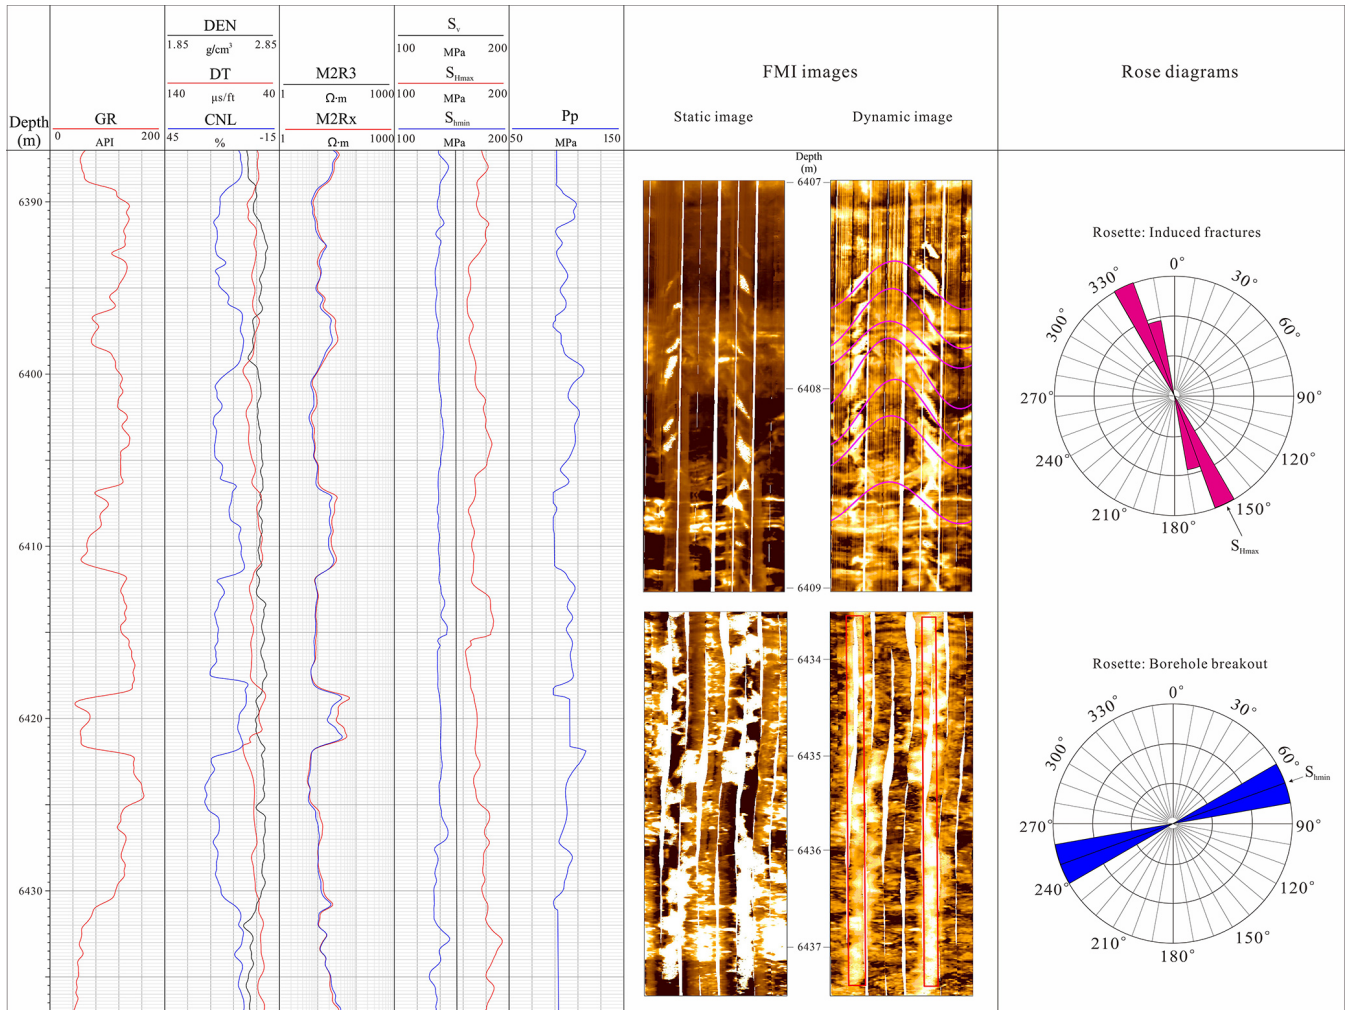 DEN
1.85 g/cm³ 2.85
DT
140 μs/ft 40
CNL
45 % -15
M2R3
1 Ω·m 1000
M2Rx
1 Ω·m 1000
Sv
100 MPa 200
SHmax
100 MPa 200
Shmin
100 MPa 200
Depth
(m)
GR
0 API 200
Pp
50 MPa 150
FMI images
Static image Dynamic image
Rose diagrams
Depth
(m)
6390
6400
6410
6420
6430
6407
6408
6409
6434
6435
6436
6437
Rosette: Induced fractures
0°
30°
60°
90°
120°
150°
180°
210°
240°
270°
300°
330°
SHmax
Rosette: Borehole breakout
0°
30°
60°
90°
120°
150°
180°
210°
240°
270°
300°
330°
Shmin